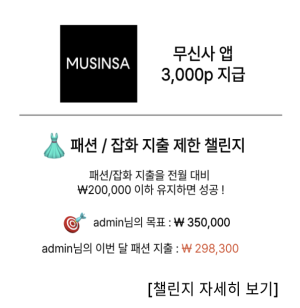 MUSINSA
무신사 앱
3,000p 지급
패션 / 잡화 지출 제한 챌린지
패션/잡화 지출을 전월 대비
₩200,000 이하 유지하면 성공 !
admin님의 목표 : ₩ 350,000
admin님의 이번 달 패션 지출 : ₩ 298,300
[챌린지 자세히 보기]